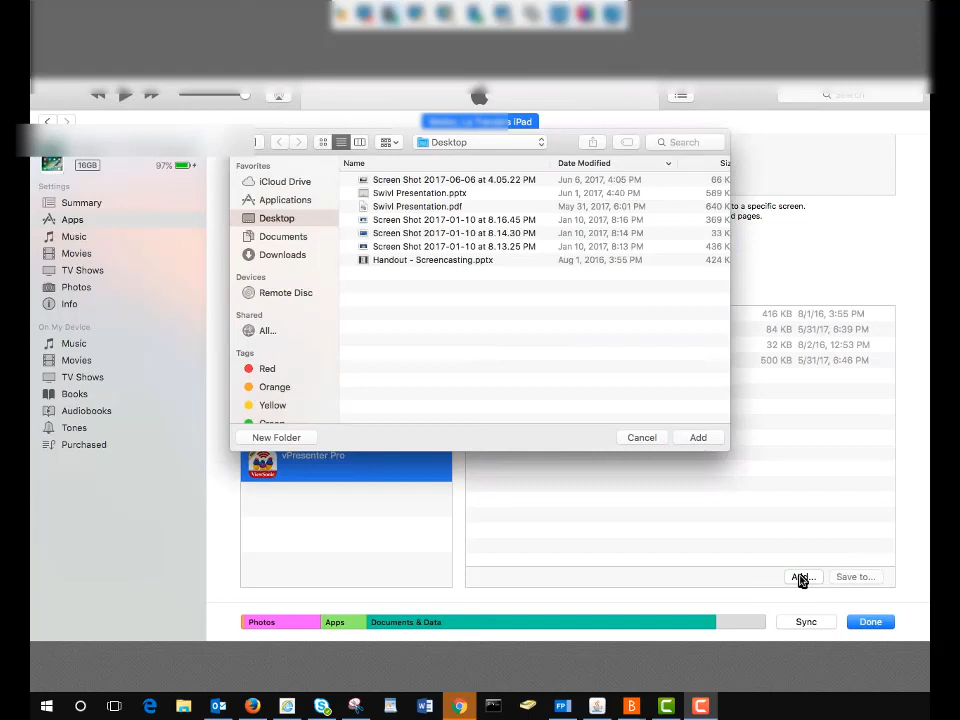 s iPad
Desktop
Search
16GB
97%
Favorites
Name
Date Modified
Siz
iCloud Drive
Screen Shot 2017-06-06 at 4.05.22 PM
Jun 6, 2017, 4:05 PM
66 K
Settings
Applications
Swivl Presentation.pptx
Jun 1, 2017, 4:40 PM
589 K
Summary
Swivl Presentation.pdf
May 31, 2017, 6:01 PM
640 K
to a specific screen.
Apps
Desktop
Screen Shot 2017-01-10 at 8.16.45 PM
Jan 10, 2017, 8:16 PM
369 K
d pages.
Music
Documents
Screen Shot 2017-01-10 at 8.14.30 PM
Jan 10, 2017, 8:14 PM
33 K
Movies
Downloads
Screen Shot 2017-01-10 at 8.13.25 PM
Jan 10, 2017, 8:13 PM
436 K
TV Shows
Handout - Screencasting.pptx
Aug 1, 2016, 3:55 PM
424 K
Devices
Photos
Remote Disc
Info
Shared
416 KB 8/1/16, 3:55 PM
On My Device
All...
84 KB 5/31/17, 6:39 PM
Music
Tags
32 KB 8/2/16, 12:53 PM
Movies
Red
500 KB 5/31/17, 6:46 PM
TV Shows
Orange
Books
Yellow
Audiobooks
Green
Tones
New Folder
Cancel
Add
Purchased
vPresenter Pro
ViewSonic
Add...
Save to...
Photos
Apps
Documents & Data
Sync
Done